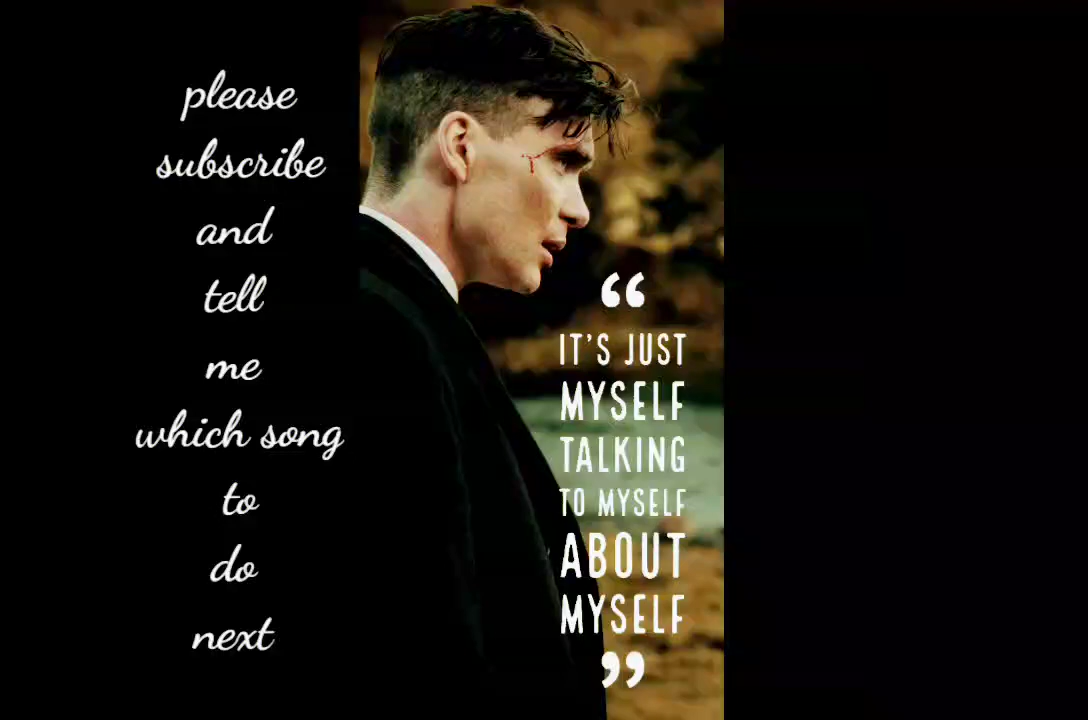 please
subscribe
and
tell
me
which song
to
do
next
“
IT'S JUST
MYSELF
TALKING
TO MYSELF
ABOUT
MYSELF
”